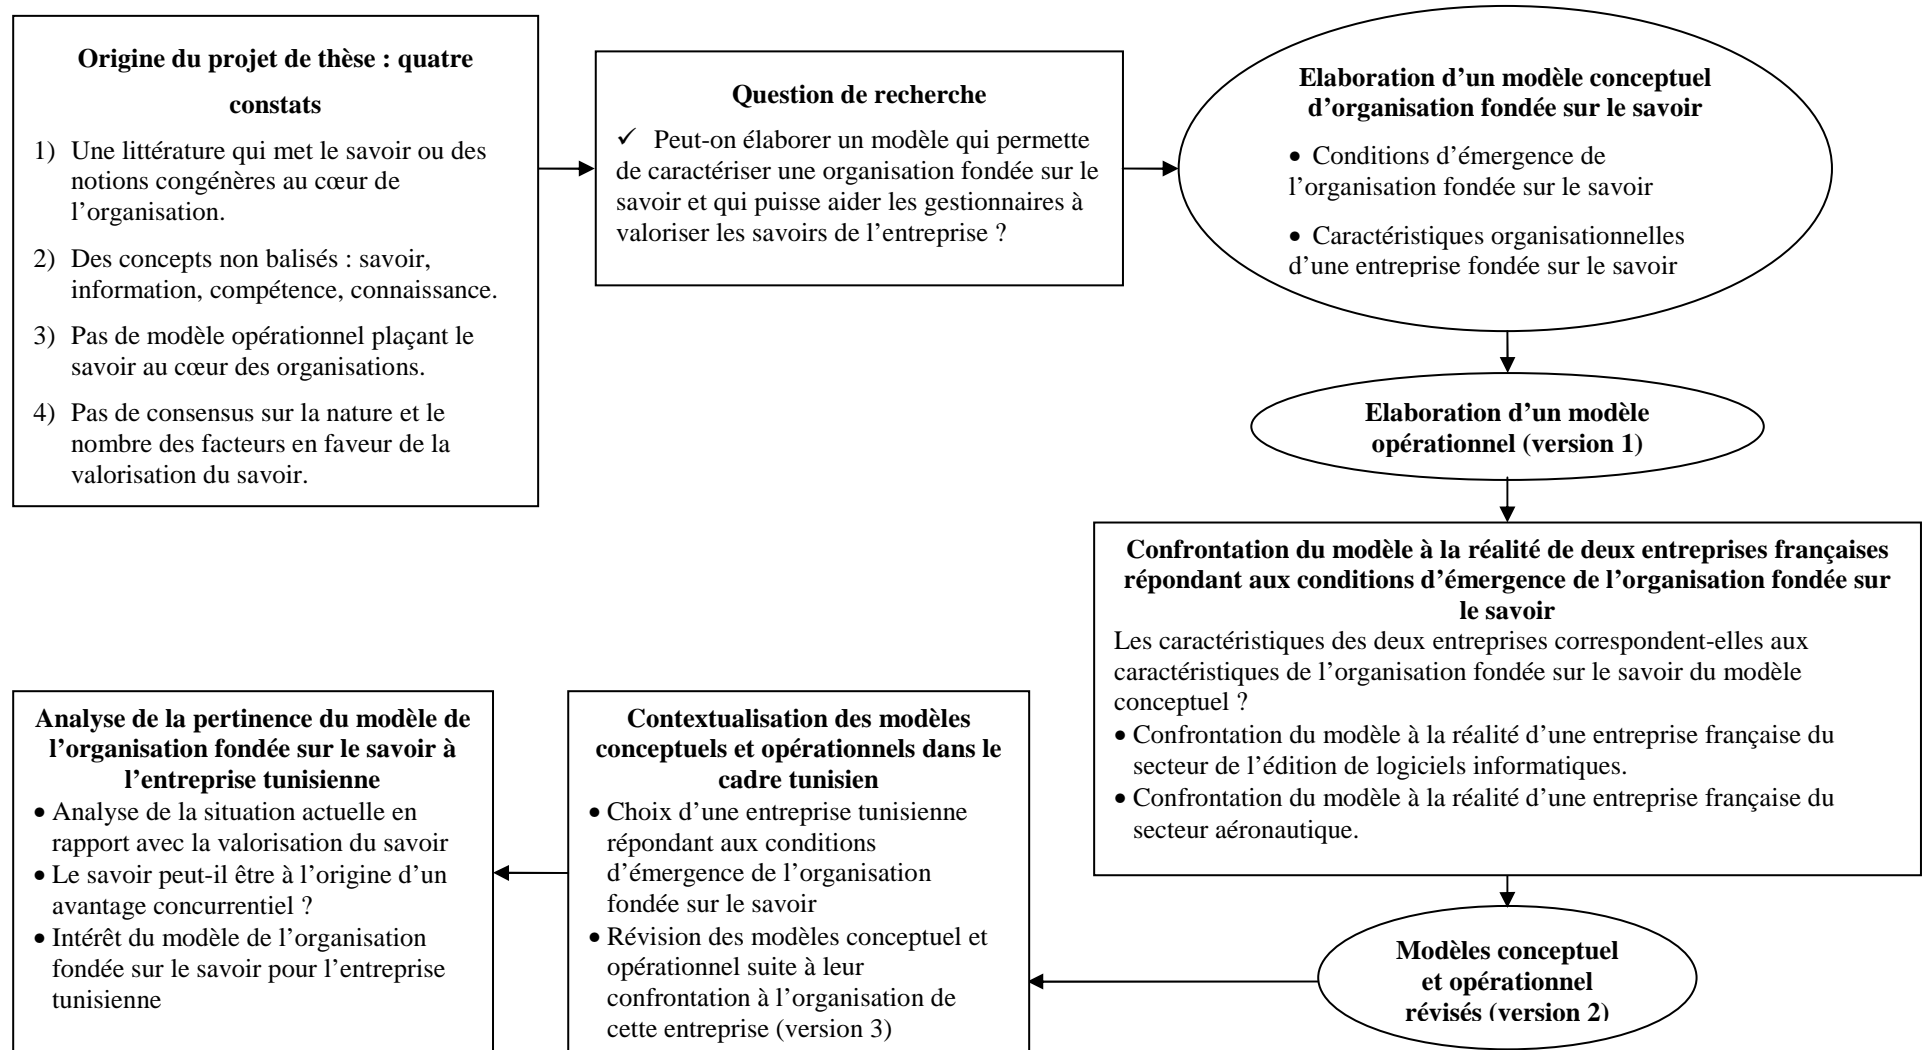 Origine du projet de thèse : quatre
constats
1) Une littérature qui met le savoir ou des
notions congénères au cœur de
l’organisation.
2) Des concepts non balisés : savoir,
information, compétence, connaissance.
3) Pas de modèle opérationnel plaçant le
savoir au cœur des organisations.
4) Pas de consensus sur la nature et le
nombre des facteurs en faveur de la
valorisation du savoir.
Question de recherche
✓ Peut-on élaborer un modèle qui permette
de caractériser une organisation fondée sur le
savoir et qui puisse aider les gestionnaires à
valoriser les savoirs de l’entreprise ?
Elaboration d’un modèle conceptuel
d’organisation fondée sur le savoir
• Conditions d’émergence de
l’organisation fondée sur le savoir
• Caractéristiques organisationnelles
d’une entreprise fondée sur le savoir
Elaboration d’un modèle
opérationnel (version 1)
Confrontation du modèle à la réalité de deux entreprises françaises
répondant aux conditions d’émergence de l’organisation fondée sur
le savoir
Les caractéristiques des deux entreprises correspondent-elles aux
caractéristiques de l’organisation fondée sur le savoir du modèle
conceptuel ?
• Confrontation du modèle à la réalité d’une entreprise française du
secteur de l’édition de logiciels informatiques.
• Confrontation du modèle à la réalité d’une entreprise française du
secteur aéronautique.
Modèles conceptuel
et opérationnel
révisés (version 2)
Contextualisation des modèles
conceptuels et opérationnels dans le
cadre tunisien
• Choix d’une entreprise tunisienne
répondant aux conditions
d’émergence de l’organisation
fondée sur le savoir
• Révision des modèles conceptuel et
opérationnel suite à leur
confrontation à l’organisation de
cette entreprise (version 3)
Analyse de la pertinence du modèle de
l’organisation fondée sur le savoir à
l’entreprise tunisienne
• Analyse de la situation actuelle en
rapport avec la valorisation du savoir
• Le savoir peut-il être à l’origine d’un
avantage concurrentiel ?
• Intérêt du modèle de l’organisation
fondée sur le savoir pour l’entreprise
tunisienne